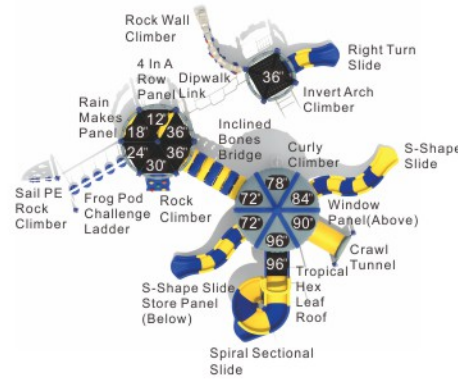 Rock Wall
Climber
4 In A
Row
Panel
Dipwalk
Link
Right Turn
Slide
36"
Invert Arch
Climber
Rain
Makes
Panel
12"
18"
36"
24"
36"
30"
Inclined
Bones
Bridge
Curly
Climber
S-Shape
Slide
Sail PE
Rock
Climber
Frog Pod
Challenge
Ladder
Rock
Climber
78"
72"
84"
72"
90"
96"
96"
Window
Panel(Above)
Crawl
Tunnel
S-Shape Slide
Store Panel
(Below)
Tropical
Hex
Leaf
Roof
Spiral Sectional
Slide